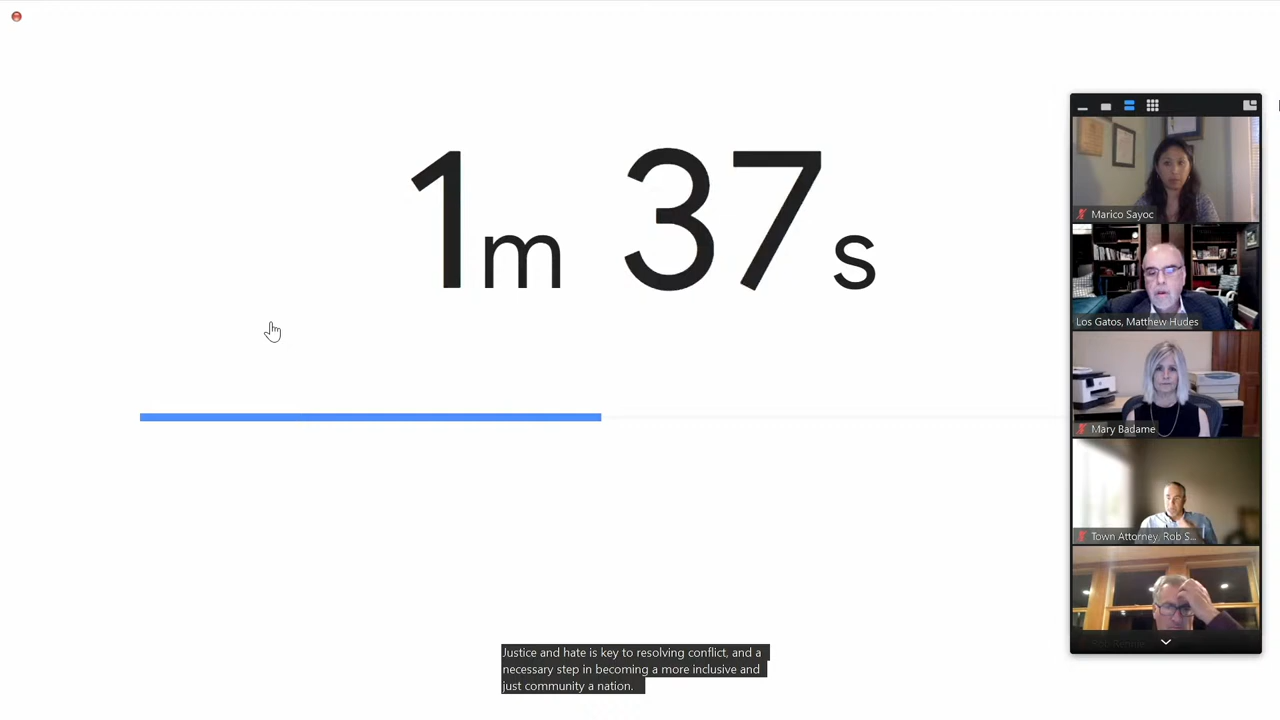 1m 37s
Marico Sayoc
Los Gatos, Matthew Hudes
Mary Badame
Town Attorney, Rob S...
Justice and hate is key to resolving conflict, and a
necessary step in becoming a more inclusive and
just community a nation.